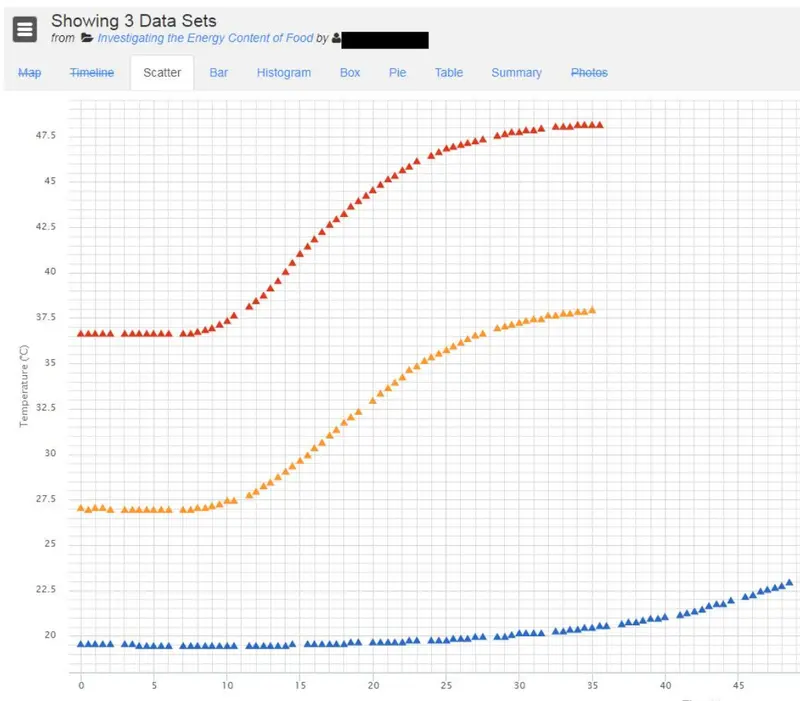 Showing 3 Data Sets
from Investigating the Energy Content of Food by
Map Timeline Scatter Bar Histogram Box Pie Table Summary Photos
47.5
45
42.5
40
37.5
35
32.5
30
27.5
25
22.5
20
Temperature (°C)
0 5 10 15 20 25 30 35 40 45